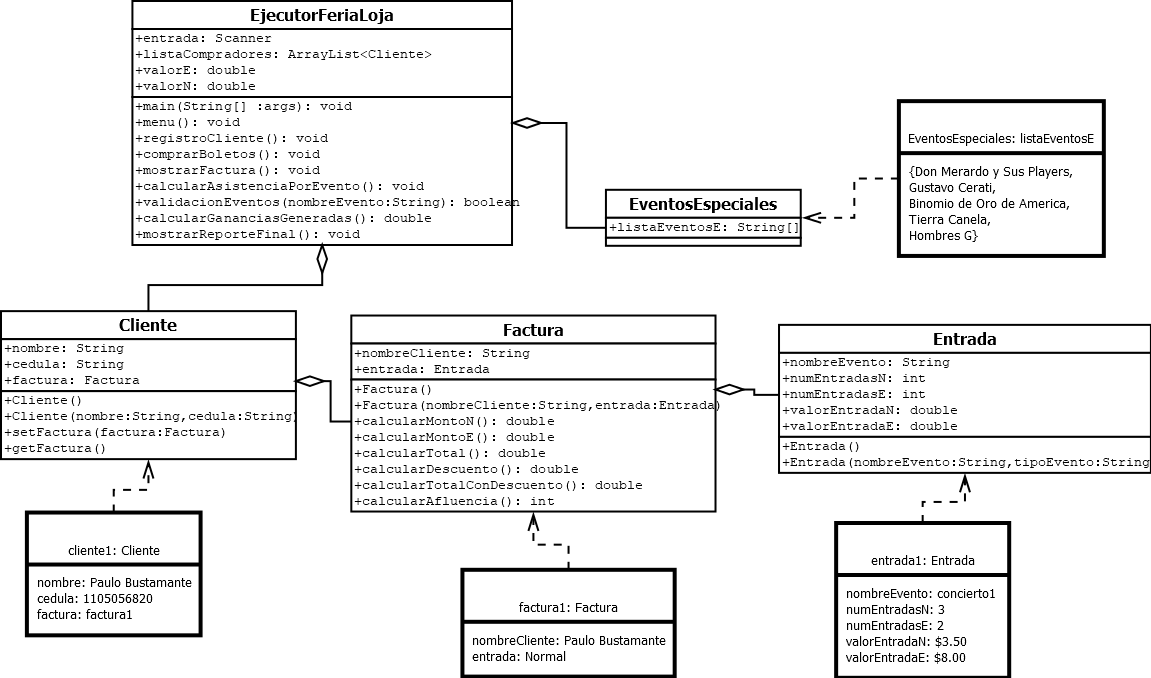 EjecutorFeriaLoja
+entrada: Scanner
+listaCompradores: ArrayList<Cliente>
+valorE: double
+valorN: double
+main(String[] :args): void
+menu(): void
+registroCliente(): void
+comprarBoletos(): void
+mostrarFactura(): void
+calcularAsistenciaPorEvento(): void
+validacionEventos(nombreEvento:String): boolean
+calcularGananciasGeneradas(): double
+mostrarReporteFinal(): void
EventosEspeciales: listaEventosE
{Don Merardo y Sus Players,
Gustavo Cerati,
Binomio de Oro de America,
Tierra Canela,
Hombres G}
EventosEspeciales
+listaEventosE: String[]
Cliente
+nombre: String
+cedula: String
+factura: Factura
+Cliente()
+Cliente(nombre:String,cedula:String)
+setFactura(factura:Factura)
+getFactura()
Factura
+nombreCliente: String
+entrada: Entrada
+Factura()
+Factura(nombreCliente:String,entrada:Entrada)
+calcularMontoN(): double
+calcularMontoE(): double
+calcularTotal(): double
+calcularDescuento(): double
+calcularTotalConDescuento(): double
+calcularAfluencia(): int
Entrada
+nombreEvento: String
+numEntradasN: int
+numEntradasE: int
+valorEntradaN: double
+valorEntradaE: double
+Entrada()
+Entrada(nombreEvento:String,tipoEvento:String
cliente1: Cliente
nombre: Paulo Bustamante
cedula: 1105056820
factura: factura1
factura1: Factura
nombreCliente: Paulo Bustamante
entrada: Normal
entrada1: Entrada
nombreEvento: concierto1
numEntradasN: 3
numEntradasE: 2
valorEntradaN: $3.50
valorEntradaE: $8.00